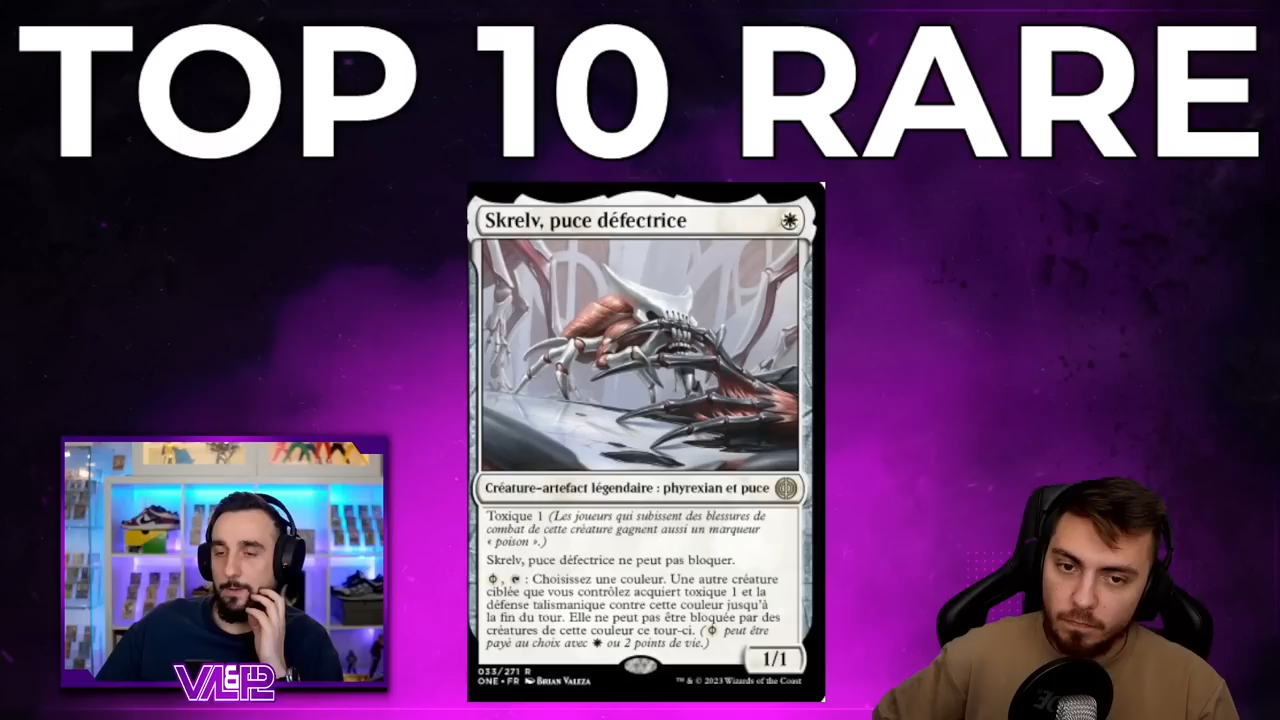 TOP 10 RARE
Skrelv, puce défectrice
Créature-artefact légendaire : phyrexian et puce
Toxique 1 (Les joueurs qui subissent des blessures de
combat de cette créature gagnent aussi un marqueur
« poison ».)
Skrelv, puce défectrice ne peut pas bloquer.
, : Choisissez une couleur. Une autre créature
ciblée que vous contrôlez acquiert toxique 1 et la
défense talismanique contre cette couleur jusqu'à
la fin du tour. Elle ne peut pas être bloquée par des
créatures de cette couleur ce tour-ci. ( peut être
payé au choix avec ou 2 points de vie.)
1/1
033/271 R
ONE • FR BRIAN VALEZA
™ & © 2023 Wizards of the Coast